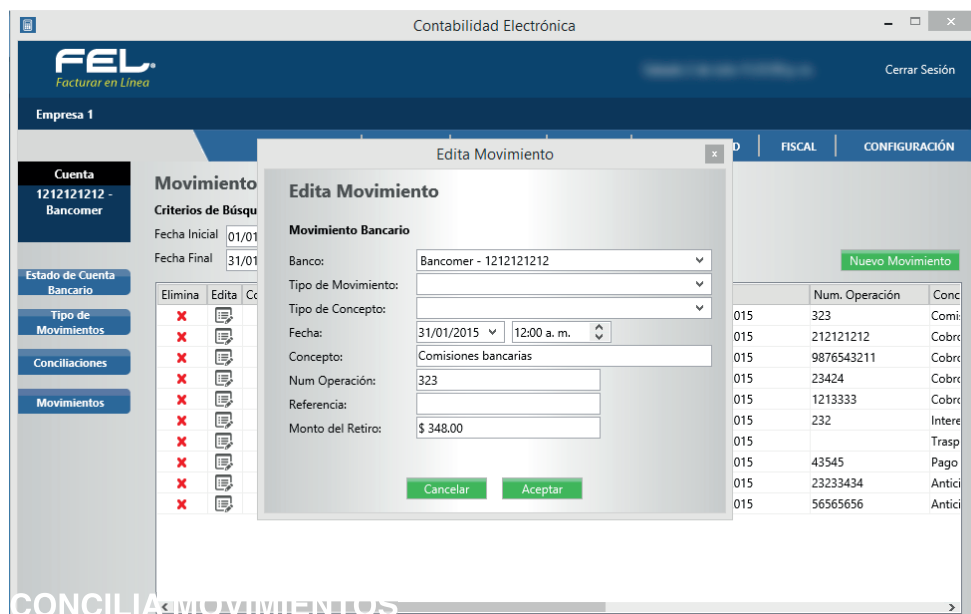 Contabilidad Electrónica
FEL
Facturar en Línea
Cerrar Sesión
Empresa 1
D FISCAL CONFIGURACIÓN
Cuenta
1212121212 -
Bancomer
Estado de Cuenta
Bancario
Tipo de
Movimientos
Conciliaciones
Movimientos
Movimiento
Criterios de Búsqu
Fecha Inicial 01/01
Fecha Final 31/01
Nuevo Movimiento
Elimina Edita Co Num. Operación Conc
015 323 Comi
015 212121212 Cobro
015 9876543211 Cobro
015 23424 Cobro
015 1213333 Cobro
015 232 Intere
015 Trasp
015 43545 Pago
015 23233434 Antici
015 56565656 Antici
Edita Movimiento
Edita Movimiento
Movimiento Bancario
Banco: Bancomer - 1212121212
Tipo de Movimiento:
Tipo de Concepto:
Fecha: 31/01/2015 12:00 a. m.
Concepto: Comisiones bancarias
Num Operación: 323
Referencia:
Monto del Retiro: $ 348.00
Cancelar Aceptar
CONCILIA MOVIMIENTOS